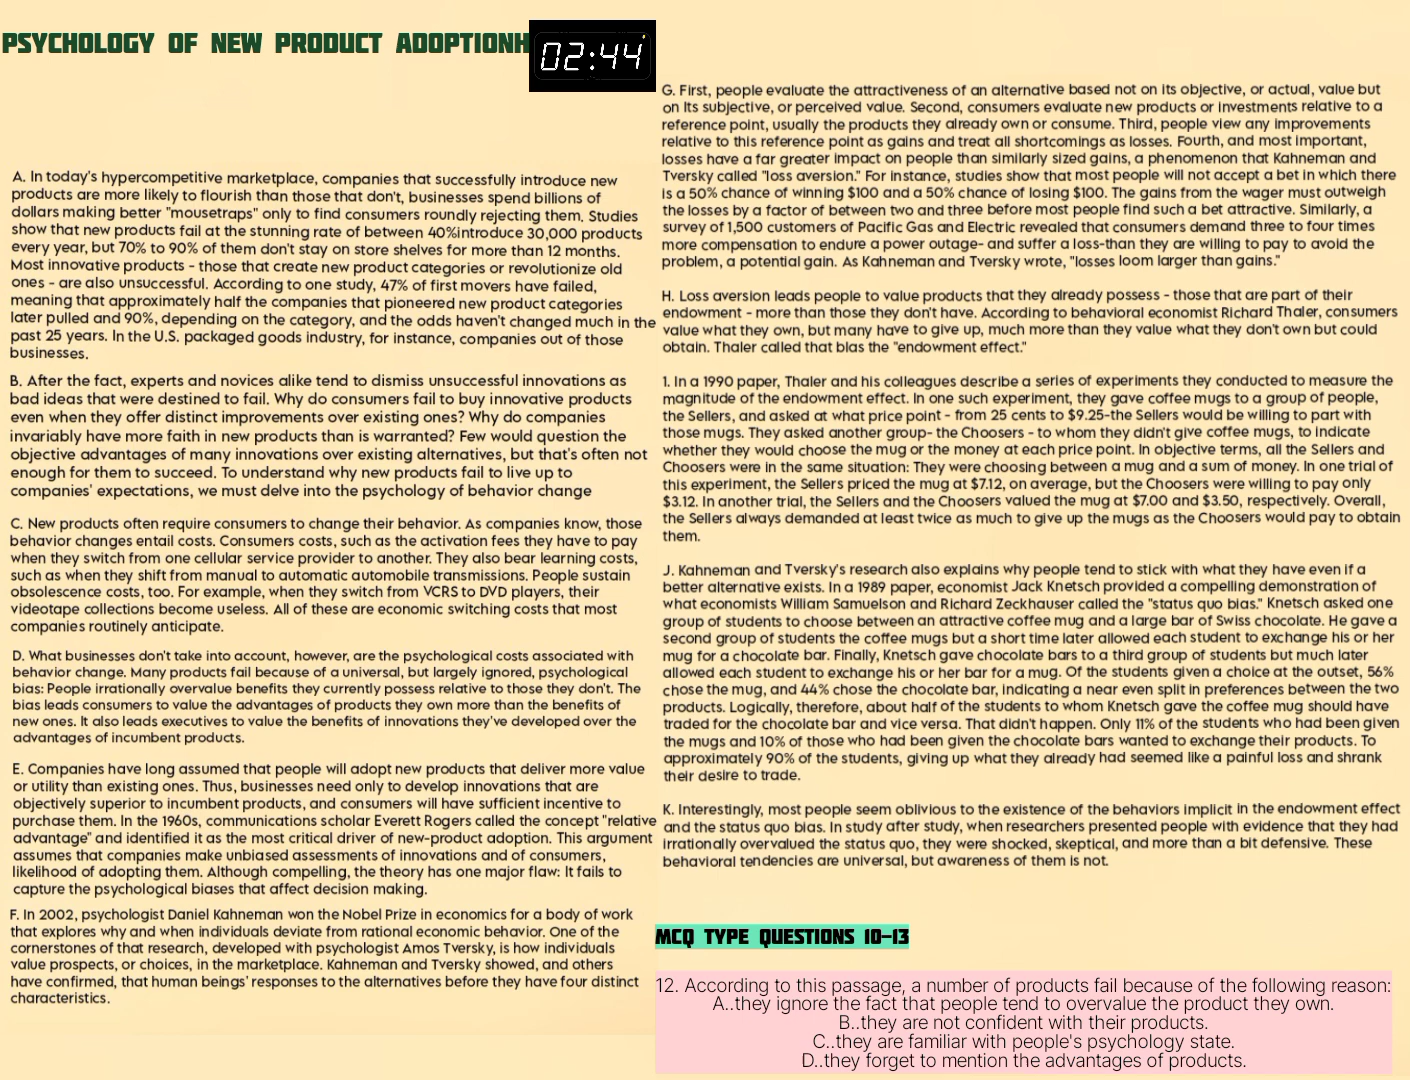 PSYCHOLOGY OF NEW PRODUCT ADOPTIONH
02:44
A. In today's hypercompetitive marketplace, companies that successfully introduce new
products are more likely to flourish than those that don't, businesses spend billions of
dollars making better "mousetraps" only to find consumers roundly rejecting them. Studies
show that new products fail at the stunning rate of between 40%introduce 30,000 products
every year, but 70% to 90% of them don't stay on store shelves for more than 12 months.
Most innovative products - those that create new product categories or revolutionize old
ones - are also unsuccessful. According to one study, 47% of first movers have failed,
meaning that approximately half the companies that pioneered new product categories
later pulled and 90%, depending on the category, and the odds haven't changed much in the
past 25 years. In the U.S. packaged goods industry, for instance, companies out of those
businesses.
B. After the fact, experts and novices alike tend to dismiss unsuccessful innovations as
bad ideas that were destined to fail. Why do consumers fail to buy innovative products
even when they offer distinct improvements over existing ones? Why do companies
invariably have more faith in new products than is warranted? Few would question the
objective advantages of many innovations over existing alternatives, but that's often not
enough for them to succeed. To understand why new products fail to live up to
companies' expectations, we must delve into the psychology of behavior change
C. New products often require consumers to change their behavior. As companies know, those
behavior changes entail costs. Consumers costs, such as the activation fees they have to pay
when they switch from one cellular service provider to another. They also bear learning costs,
such as when they shift from manual to automatic automobile transmissions. People sustain
obsolescence costs, too. For example, when they switch from VCRS to DVD players, their
videotape collections become useless. All of these are economic switching costs that most
companies routinely anticipate.
D. What businesses don't take into account, however, are the psychological costs associated with
behavior change. Many products fail because of a universal, but largely ignored, psychological
bias: People irrationally overvalue benefits they currently possess relative to those they don't. The
bias leads consumers to value the advantages of products they own more than the benefits of
new ones. It also leads executives to value the benefits of innovations they've developed over the
advantages of incumbent products.
E. Companies have long assumed that people will adopt new products that deliver more value
or utility than existing ones. Thus, businesses need only to develop innovations that are
objectively superior to incumbent products, and consumers will have sufficient incentive to
purchase them. In the 1960s, communications scholar Everett Rogers called the concept "relative
advantage" and identified it as the most critical driver of new-product adoption. This argument
assumes that companies make unbiased assessments of innovations and of consumers,
likelihood of adopting them. Although compelling, the theory has one major flaw: It fails to
capture the psychological biases that affect decision making.
F. In 2002, psychologist Daniel Kahneman won the Nobel Prize in economics for a body of work
that explores why and when individuals deviate from rational economic behavior. One of the
cornerstones of that research, developed with psychologist Amos Tversky, is how individuals
value prospects, or choices, in the marketplace. Kahneman and Tversky showed, and others
have confirmed, that human beings' responses to the alternatives before they have four distinct
characteristics.
G. First, people evaluate the attractiveness of an alternative based not on its objective, or actual, value but
on Its subjective, or perceived value. Second, consumers evaluate new products or investments relative to a
reference point, usually the products they already own or consume. Third, people view any improvements
relative to this reference point as gains and treat all shortcomings as losses. Fourth, and most important,
losses have a far greater impact on people than similarly sized gains, a phenomenon that Kahneman and
Tversky called "loss aversion." For instance, studies show that most people will not accept a bet in which there
is a 50% chance of winning $100 and a 50% chance of losing $100. The gains from the wager must outweigh
the losses by a factor of between two and three before most people find such a bet attractive. Similarly, a
survey of 1,500 customers of Pacific Gas and Electric revealed that consumers demand three to four times
more compensation to endure a power outage- and suffer a loss-than they are willing to pay to avoid the
problem, a potential gain. As Kahneman and Tversky wrote, "losses loom larger than gains."
H. Loss aversion leads people to value products that they already possess - those that are part of their
endowment - more than those they don't have. According to behavioral economist Richard Thaler, consumers
value what they own, but many have to give up, much more than they value what they don't own but could
obtain. Thaler called that bias the "endowment effect."
1. In a 1990 paper, Thaler and his colleagues describe a series of experiments they conducted to measure the
magnitude of the endowment effect. In one such experiment, they gave coffee mugs to a group of people,
the Sellers, and asked at what price point - from 25 cents to $9.25-the Sellers would be willing to part with
those mugs. They asked another group- the Choosers - to whom they didn't give coffee mugs, to indicate
whether they would choose the mug or the money at each price point. In objective terms, all the Sellers and
Choosers were in the same situation: They were choosing between a mug and a sum of money. In one trial of
this experiment, the Sellers priced the mug at $7.12, on average, but the Choosers were willing to pay only
$3.12. In another trial, the Sellers and the Choosers valued the mug at $7.00 and $3.50, respectively. Overall,
the Sellers always demanded at least twice as much to give up the mugs as the Choosers would pay to obtain
them.
J. Kahneman and Tversky's research also explains why people tend to stick with what they have even if a
better alternative exists. In a 1989 paper, economist Jack Knetsch provided a compelling demonstration of
what economists William Samuelson and Richard Zeckhauser called the "status quo bias." Knetsch asked one
group of students to choose between an attractive coffee mug and a large bar of Swiss chocolate. He gave a
second group of students the coffee mugs but a short time later allowed each student to exchange his or her
mug for a chocolate bar. Finally, Knetsch gave chocolate bars to a third group of students but much later
allowed each student to exchange his or her bar for a mug. Of the students given a choice at the outset, 56%
chose the mug, and 44% chose the chocolate bar, indicating a near even split in preferences between the two
products. Logically, therefore, about half of the students to whom Knetsch gave the coffee mug should have
traded for the chocolate bar and vice versa. That didn't happen. Only 11% of the students who had been given
the mugs and 10% of those who had been given the chocolate bars wanted to exchange their products. To
approximately 90% of the students, giving up what they already had seemed like a painful loss and shrank
their desire to trade.
K. Interestingly, most people seem oblivious to the existence of the behaviors implicit in the endowment effect
and the status quo bias. In study after study, when researchers presented people with evidence that they had
irrationally overvalued the status quo, they were shocked, skeptical, and more than a bit defensive. These
behavioral tendencies are universal, but awareness of them is not.
MCQ TYPE QUESTIONS 10-13
12. According to this passage, a number of products fail because of the following reason:
A..they ignore the fact that people tend to overvalue the product they own.
B..they are not confident with their products.
C..they are familiar with people's psychology state.
D..they forget to mention the advantages of products.